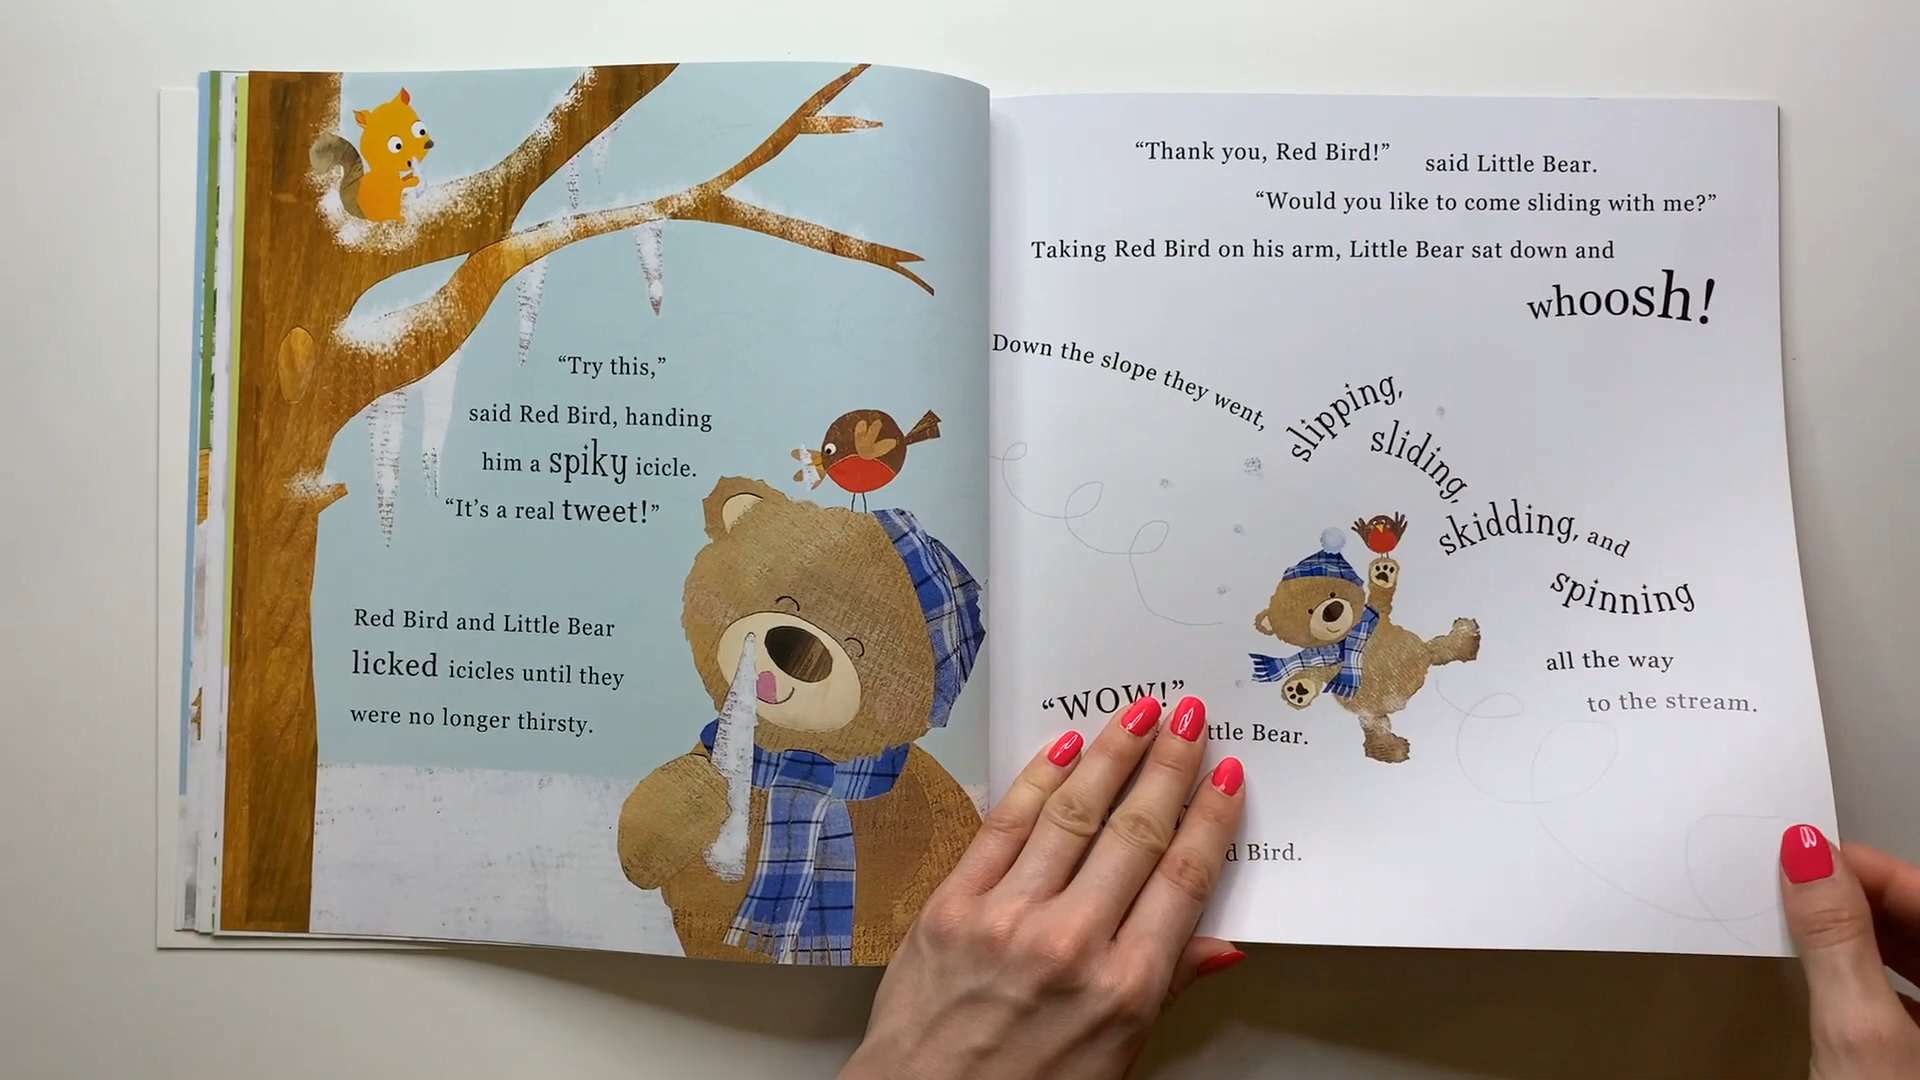 “Try this,”
said Red Bird, handing
him a spiky icicle.
“It’s a real tweet!”
Red Bird and Little Bear
licked icicles until they
were no longer thirsty.
“Thank you, Red Bird!” said Little Bear.
“Would you like to come sliding with me?”
Taking Red Bird on his arm, Little Bear sat down and
whoosh!
Down the slope they went,
slipping,
sliding,
skidding, and
spinning
all the way
to the stream.
“WOW!”
Bear.
Bird.